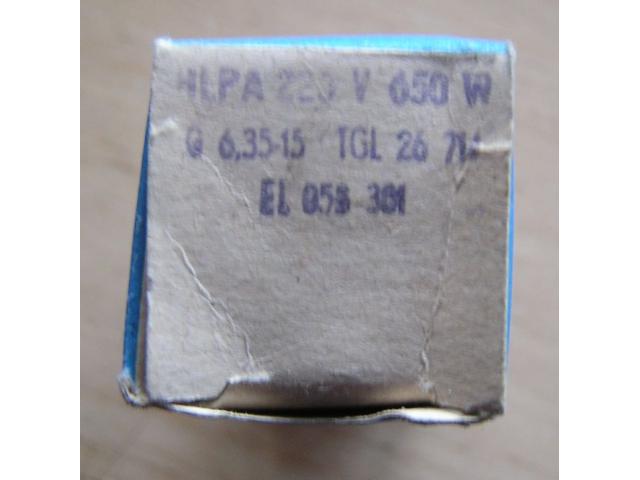 HLPA 220 V 650 W
G 6,35-15 TGL 26 714
EL 058 301